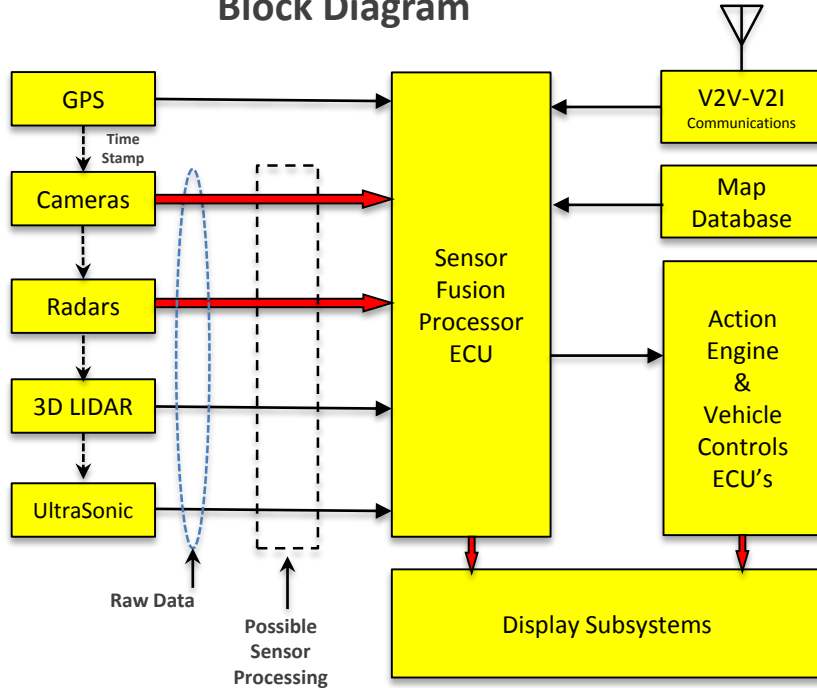 Block Diagram
GPS
Time
Stamp
Cameras
Radars
3D LIDAR
UltraSonic
Raw Data
Possible
Sensor
Processing
Sensor
Fusion
Processor
ECU
V2V-V2I
Communications
Map
Database
Action
Engine
&
Vehicle
Controls
ECU’s
Display Subsystems